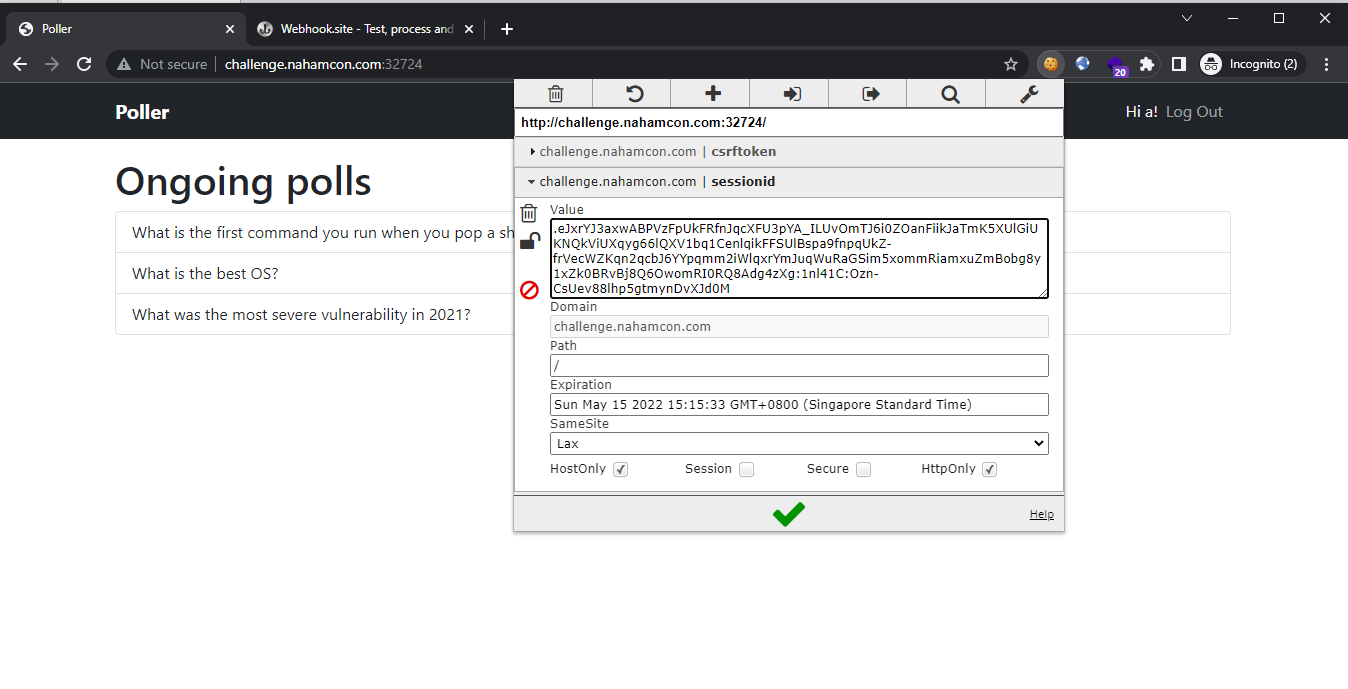 Poller
Webhook.site - Test, process and
Not secure
challenge.nahamcon.com:32724
20
Incognito (2)
Poller
Hi a! Log Out
http://challenge.nahamcon.com:32724/
challenge.nahamcon.com | csrftoken
challenge.nahamcon.com | sessionid
Ongoing polls
What is the first command you run when you pop a sh
What is the best OS?
What was the most severe vulnerability in 2021?
Value
.eJxrYJ3axwABPVzFpUkFRfnJqcXFU3pYA_ILUvOmTJ6i0ZOanFiikJaTmK5XUlGiU
KNQkViUXqyg66lQXV1bq1CenlqikFFSUlBspa9fnpqUkZ-
frVecWZKqn2qcbJ6YYpqmm2iWlqxrYmJuqWuRaGSim5xommRiamxuZmBobg8y
1xZk0BRvBj8Q6OwomRI0RQ8Adg4zXg:1nl41C:Ozn-
CsUev88lhp5gtmynDvXJd0M
Domain
challenge.nahamcon.com
Path
/
Expiration
Sun May 15 2022 15:15:33 GMT+0800 (Singapore Standard Time)
SameSite
Lax
HostOnly
Session
Secure
HttpOnly
Help